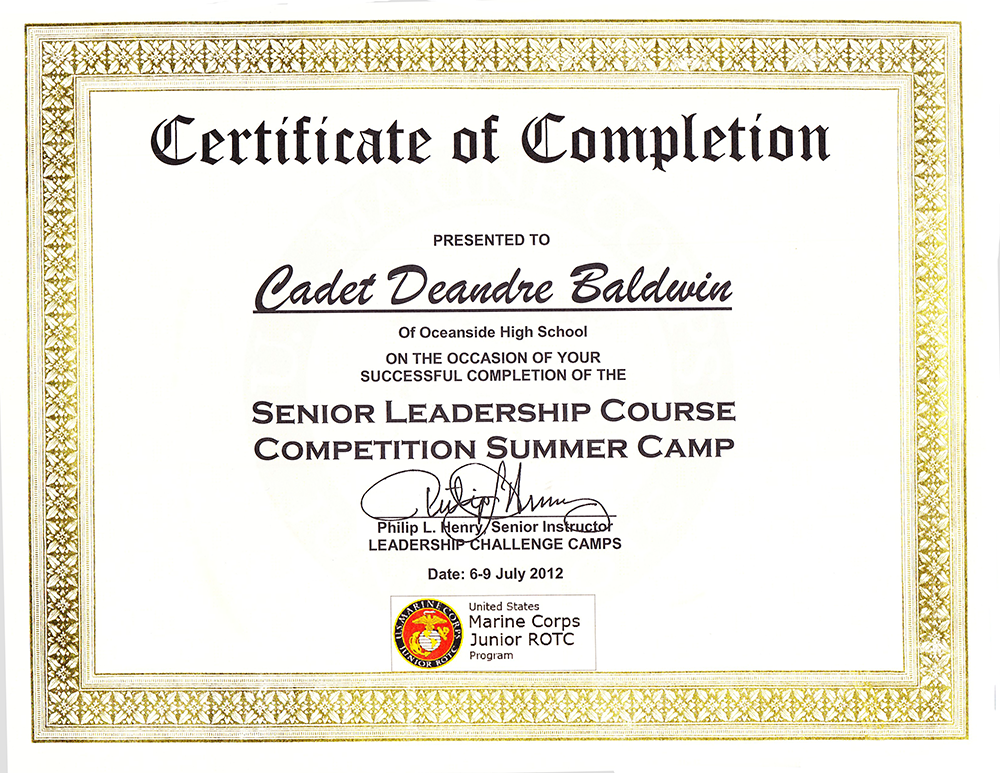 Certificate of Completion
PRESENTED TO
Cadet Deandre Baldwin
Of Oceanside High School
ON THE OCCASION OF YOUR
SUCCESSFUL COMPLETION OF THE
SENIOR LEADERSHIP COURSE
COMPETITION SUMMER CAMP
Philip Henry
Philip L. Henry, Senior Instructor
LEADERSHIP CHALLENGE CAMPS
Date: 6-9 July 2012
U.S. MARINE CORPS
JUNIOR ROTC
United States
Marine Corps
Junior ROTC
Program